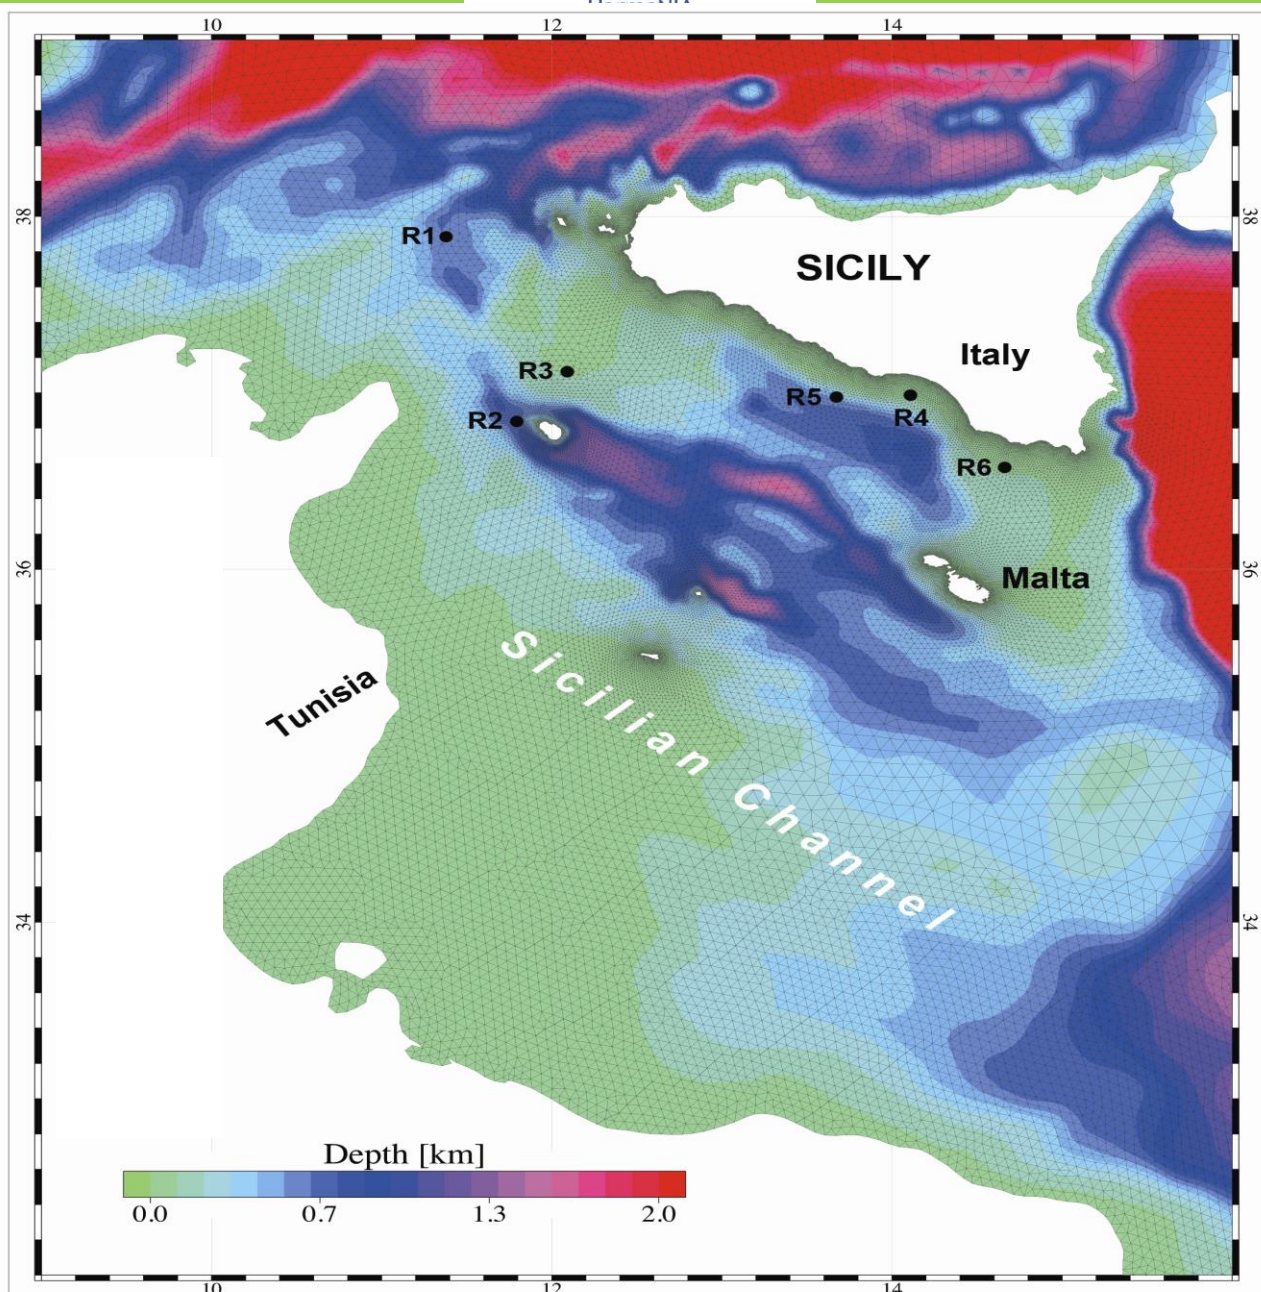 10 12 14
38 38
R1
SICILY
Italy
R3
R5
R4
R2
R6
36 36
Malta
Sicilian Channel
Tunisia
34 34
Depth [km]
0.0 0.7 1.3 2.0
10 12 14